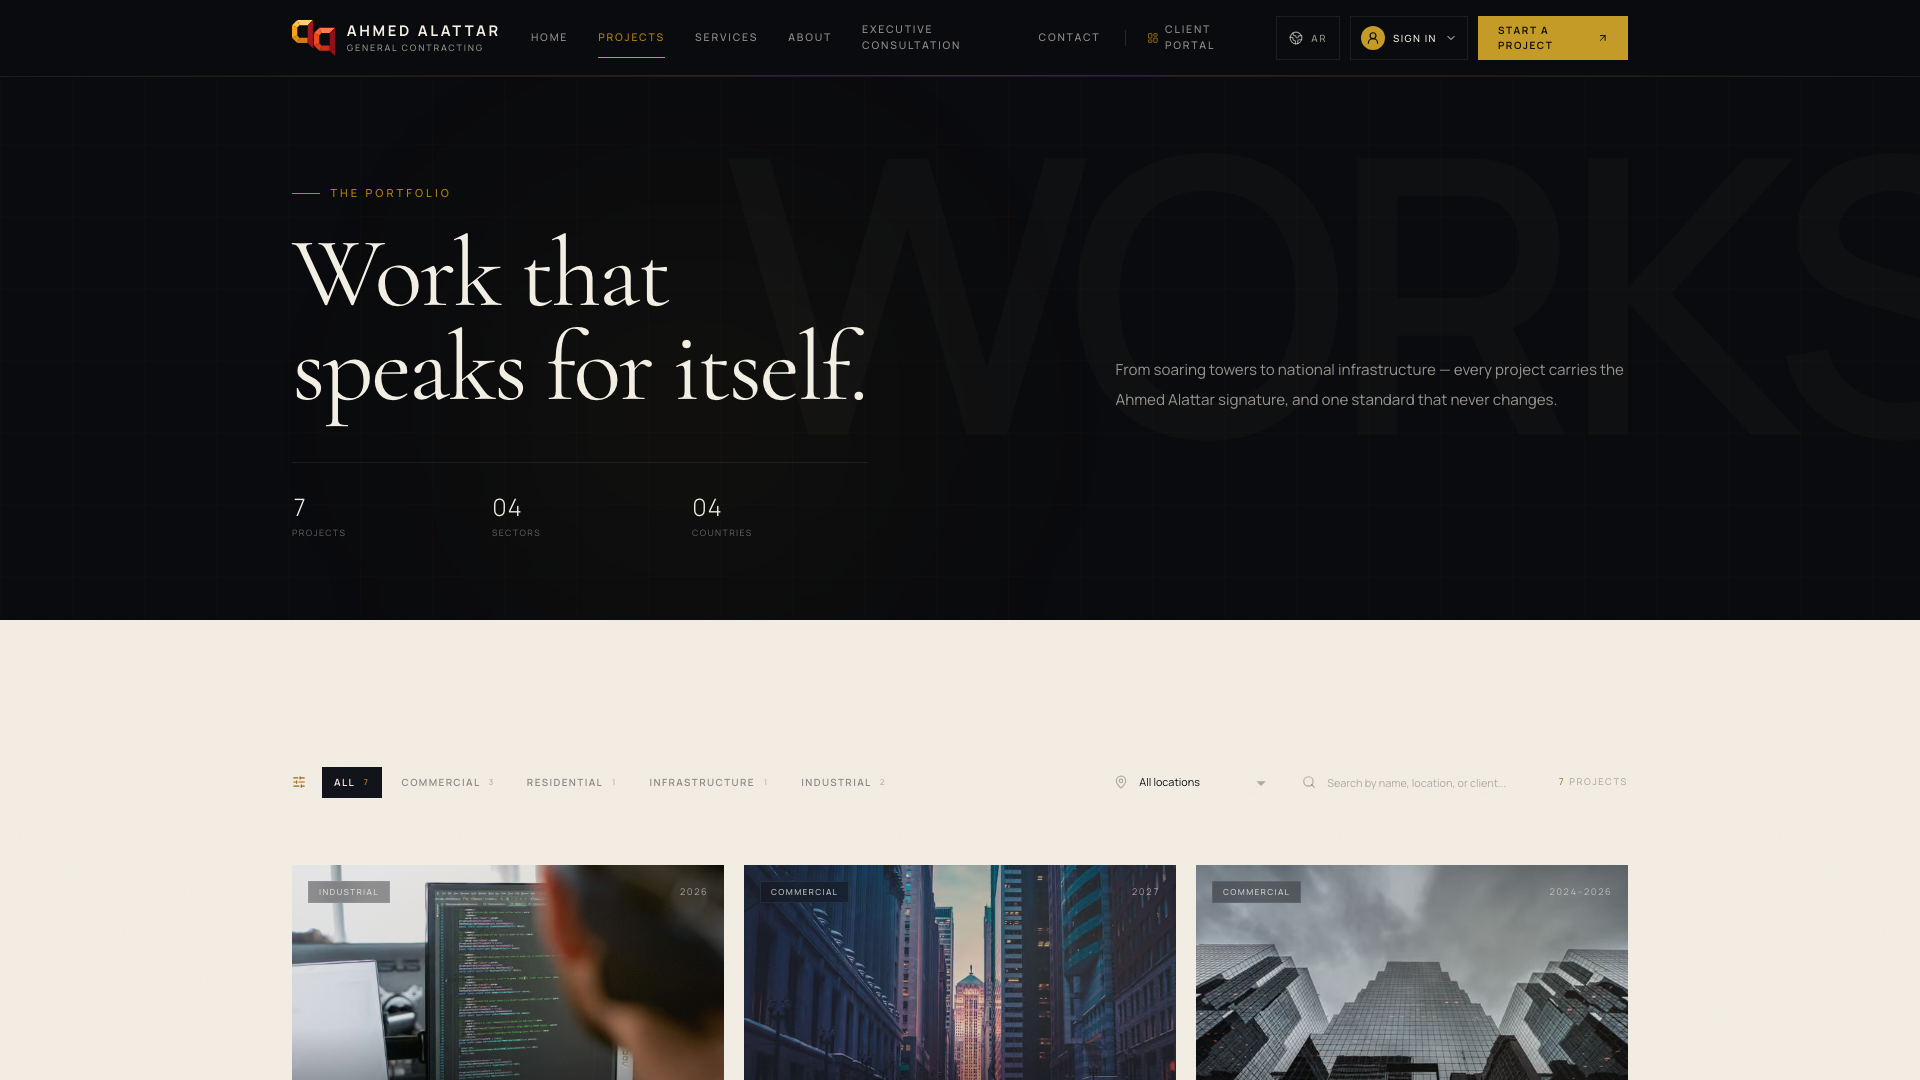 AHMED ALATTAR
GENERAL CONTRACTING
HOME
PROJECTS
SERVICES
ABOUT
EXECUTIVE
CONSULTATION
CONTACT
CLIENT
PORTAL
AR
SIGN IN
START A
PROJECT
WORKS
THE PORTFOLIO
Work that
speaks for itself.
From soaring towers to national infrastructure — every project carries the
Ahmed Alattar signature, and one standard that never changes.
7
PROJECTS
04
SECTORS
04
COUNTRIES
ALL 7
COMMERCIAL 3
RESIDENTIAL 1
INFRASTRUCTURE 1
INDUSTRIAL 2
All locations
Search by name, location, or client...
7 PROJECTS
INDUSTRIAL
2026
COMMERCIAL
2027
COMMERCIAL
2024–2026